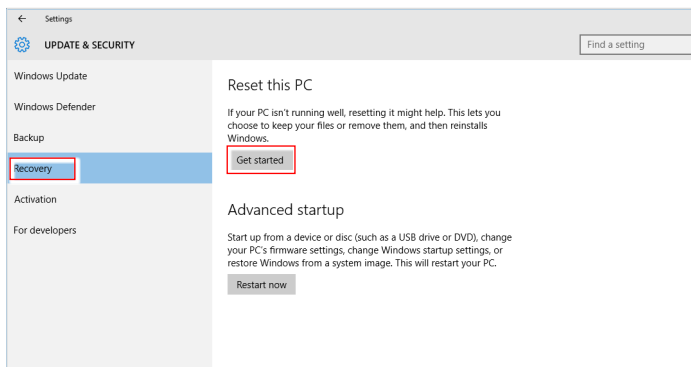 Settings
UPDATE & SECURITY
Find a setting
Windows Update
Windows Defender
Backup
Recovery
Activation
For developers
Reset this PC
If your PC isn't running well, resetting it might help. This lets you
choose to keep your files or remove them, and then reinstalls
Windows.
Get started
Advanced startup
Start up from a device or disc (such as a USB drive or DVD), change
your PC's firmware settings, change Windows startup settings, or
restore Windows from a system image. This will restart your PC.
Restart now